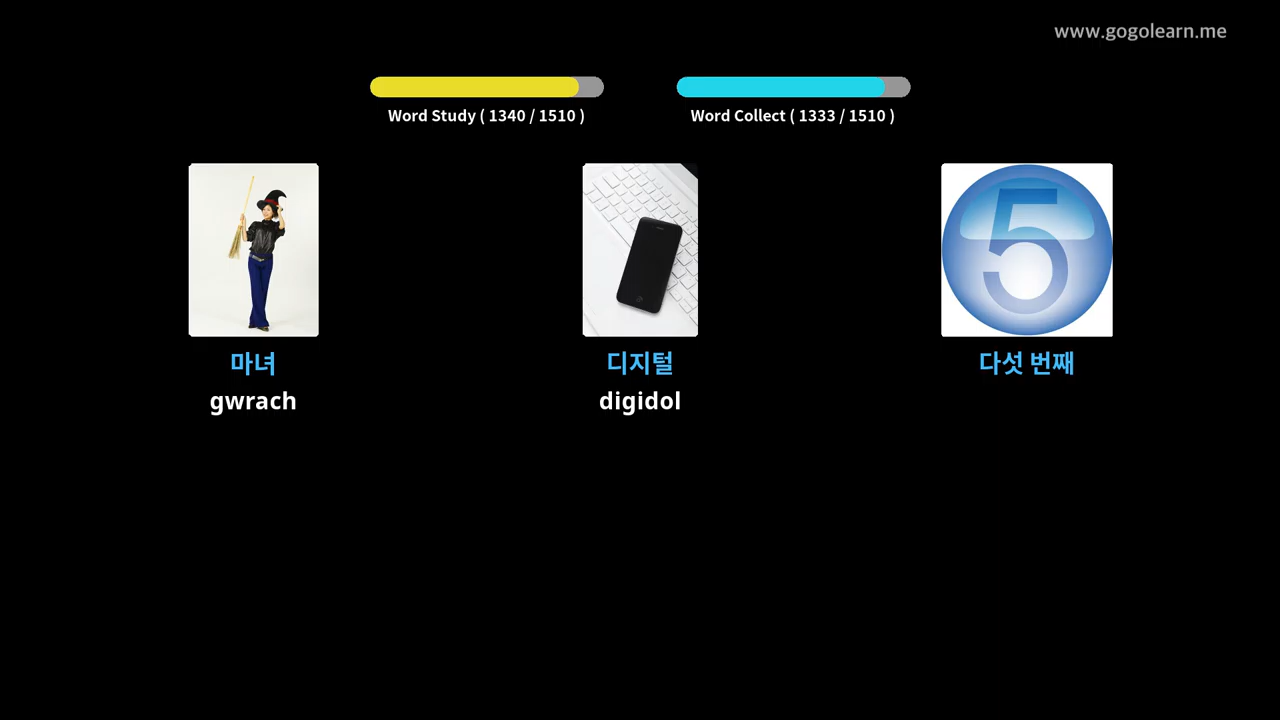 www.gogolearn.me
Word Study ( 1340 / 1510 )
Word Collect ( 1333 / 1510 )
5
마녀
디지털
다섯 번째
gwrach
digidol